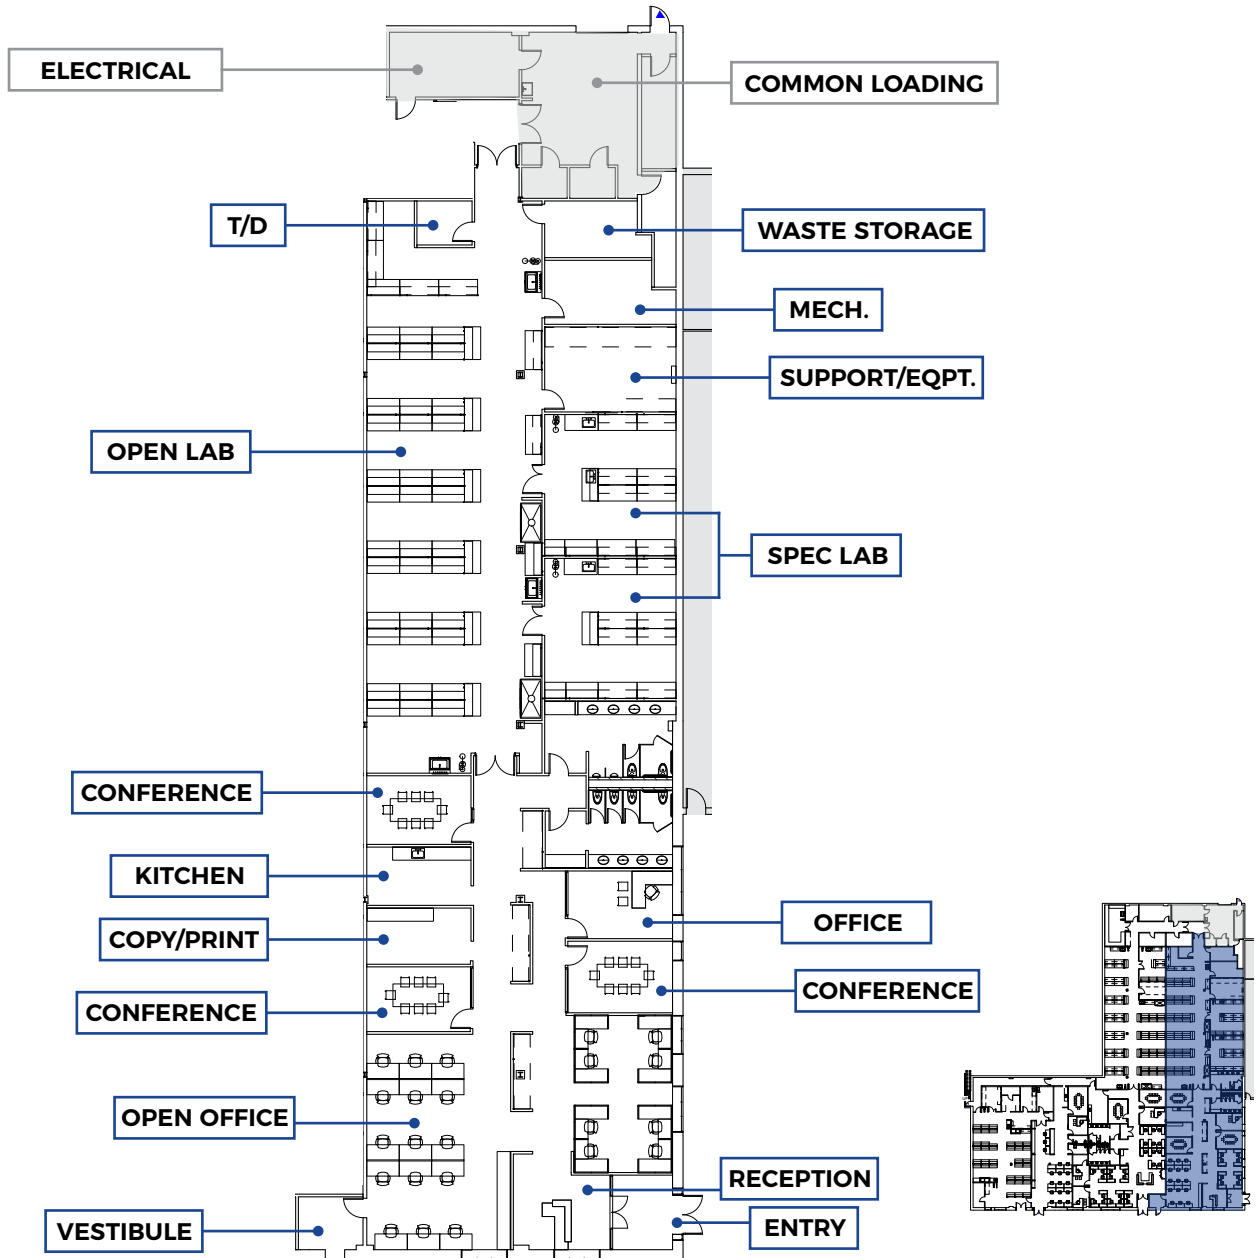 ELECTRICAL
COMMON LOADING
T/D
WASTE STORAGE
MECH.
SUPPORT/EQPT.
OPEN LAB
SPEC LAB
CONFERENCE
KITCHEN
OFFICE
COPY/PRINT
CONFERENCE
CONFERENCE
OPEN OFFICE
RECEPTION
VESTIBULE
ENTRY